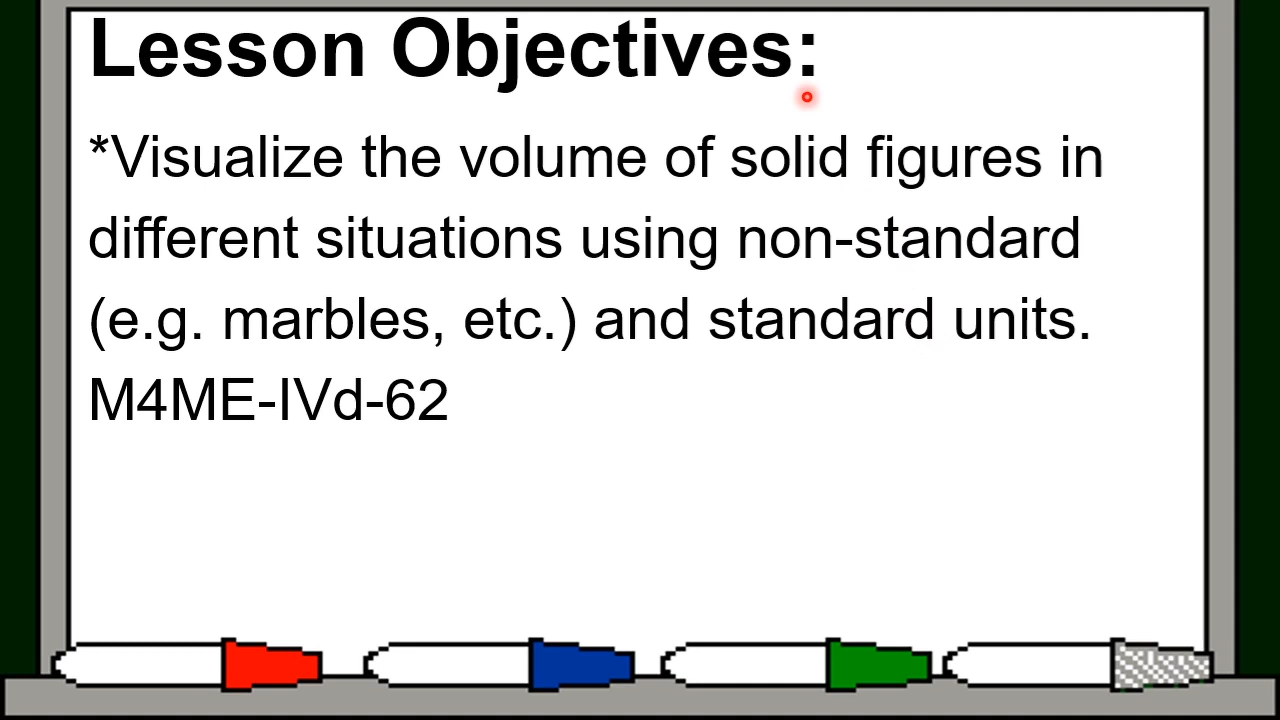 Lesson Objectives:
*Visualize the volume of solid figures in
different situations using non-standard
(e.g. marbles, etc.) and standard units.
M4ME-IVd-62